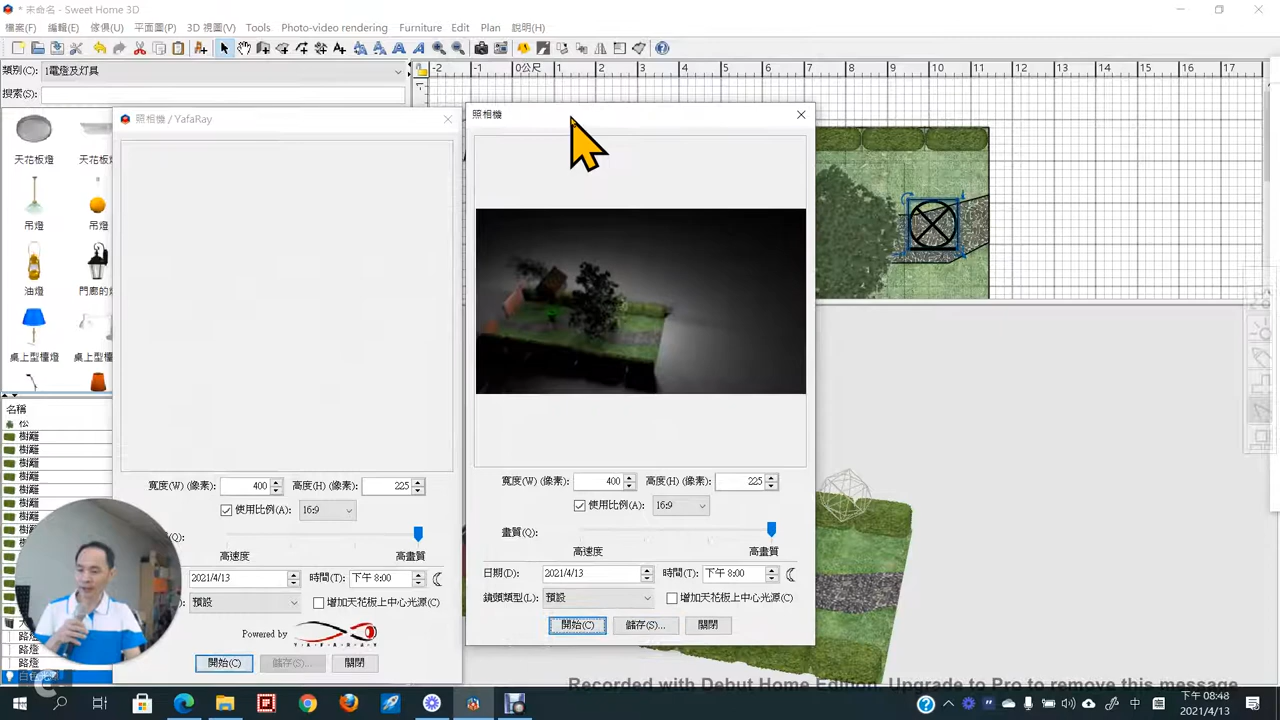 * 未命名 - Sweet Home 3D
檔案(F) 編輯(E) 傢俱(U) 平面圖(P) 3D 視圖(V) Tools Photo-video rendering Furniture Edit Plan 說明(H)
類別(C): 1電燈及灯具
搜索(S):
-2 -1 0公尺 1 2 3 4 5 6 7 8 9 10 11 12 13 14 15 16 17
天花板燈 天花板
吊燈 吊燈
油燈 門廊的
桌上型檯燈 桌上型
名稱
松
樹籬
樹籬
樹籬
樹籬
樹籬
照相機 / YafaRay
寬度(W) (像素): 400 高度(H) (像素): 225
使用比例(A): 16:9
高速度 高畫質
2021/4/13 時間(T): 下午 8:00
預設 增加天花板上中心光源(C)
Powered by
YAFARAY
開始(C) 儲存(S)... 關閉
照相機
寬度(W) (像素): 400 高度(H) (像素): 225
使用比例(A): 16:9
畫質(Q):
高速度 高畫質
日期(D): 2021/4/13 時間(T): 下午 8:00
鏡頭類型(L): 預設 增加天花板上中心光源(C)
開始(C) 儲存(S)... 關閉
路燈
路燈
Recorded with Debut Home Edition. Upgrade to Pro to remove this message
中
下午 08:48
2021/4/13